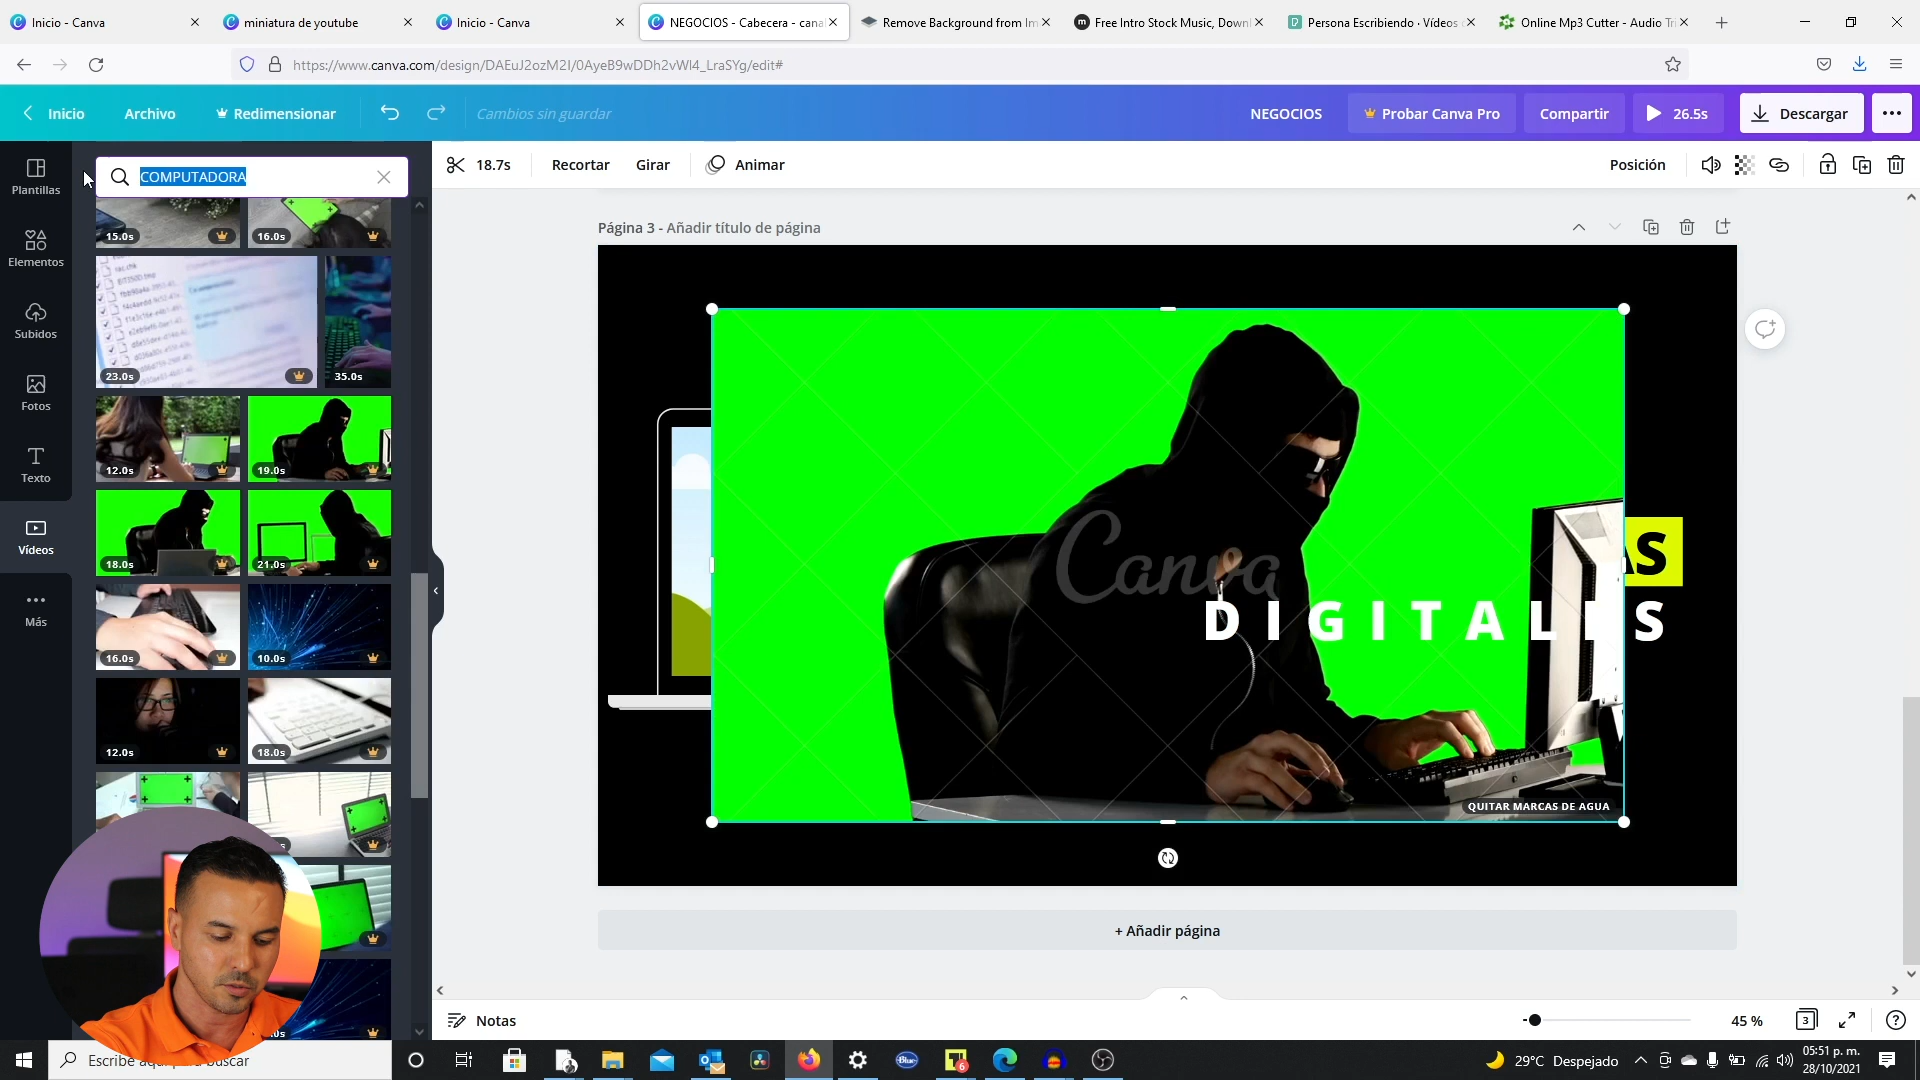 Inicio - Canva
miniatura de youtube
Inicio - Canva
NEGOCIOS - Cabecera - cana
Remove Background from Im
Free Intro Stock Music, Down
Persona Escribiendo · Vídeos
Online Mp3 Cutter - Audio Tri
https://www.canva.com/design/DAEuJ2ozM2I/0AyeB9wDDh2vWl4_LraSYg/edit#
Inicio
Archivo
Redimensionar
Cambios sin guardar
NEGOCIOS
Probar Canva Pro
Compartir
26.5s
Descargar
Plantillas
Elementos
Subidos
Fotos
Texto
Vídeos
Más
COMPUTADORA
15.0s
16.0s
23.0s
35.0s
12.0s
19.0s
18.0s
21.0s
16.0s
10.0s
12.0s
18.0s
18.7s
Recortar
Girar
Animar
Posición
Página 3 - Añadir título de página
Canva
AS
DIGITALES
QUITAR MARCAS DE AGUA
+ Añadir página
Notas
45 %
3
Escribe aquí para buscar
6
29°C Despejado
05:51 p. m.
28/10/2021